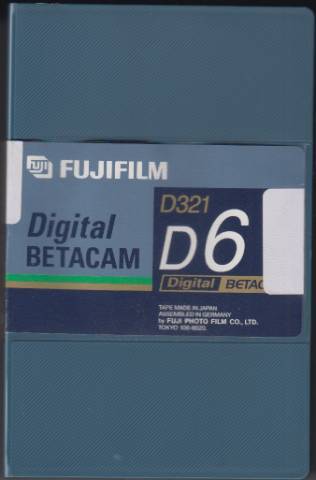 FUJI FUJIFILM
Digital
BETACAM
D321
D6
Digital BETAC
TAPE MADE IN JAPAN
ASSEMBLED IN GERMANY
by FUJI PHOTO FILM CO., LTD.
TOKYO 106-8620.